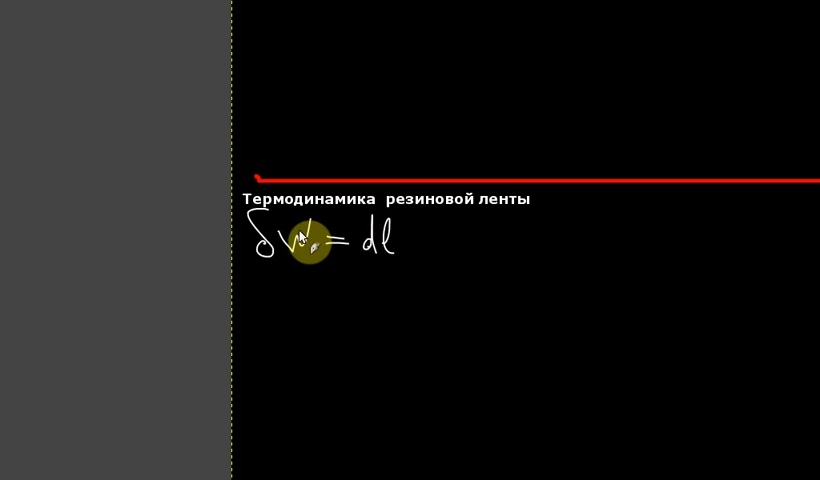 Термодинамика резиновой ленты
δW = dl